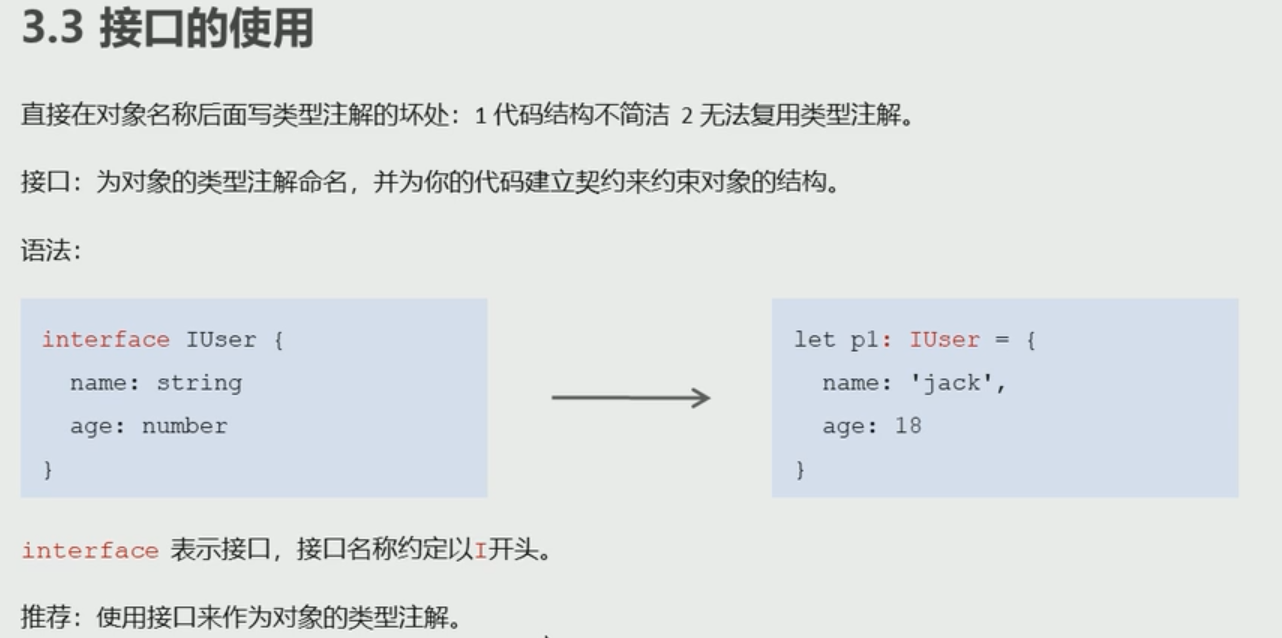 3.3 接口的使用
直接在对象名称后面写类型注解的坏处：1 代码结构不简洁 2 无法复用类型注解。
接口：为对象的类型注解命名，并为你的代码建立契约来约束对象的结构。
语法：
interface IUser {
  name: string
  age: number
}
let p1: IUser = {
  name: 'jack',
  age: 18
}
interface 表示接口，接口名称约定以I开头。
推荐：使用接口来作为对象的类型注解。